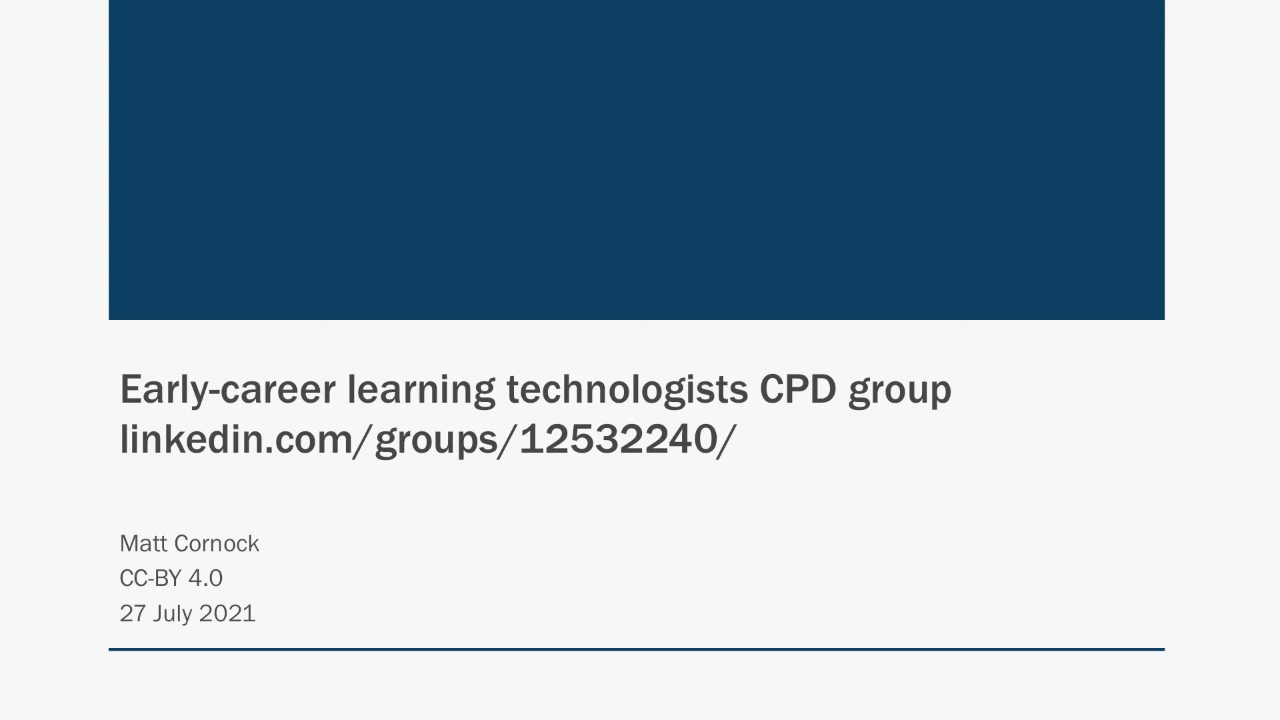 Early-career learning technologists CPD group
linkedin.com/groups/12532240/
Matt Cornock
CC-BY 4.0
27 July 2021